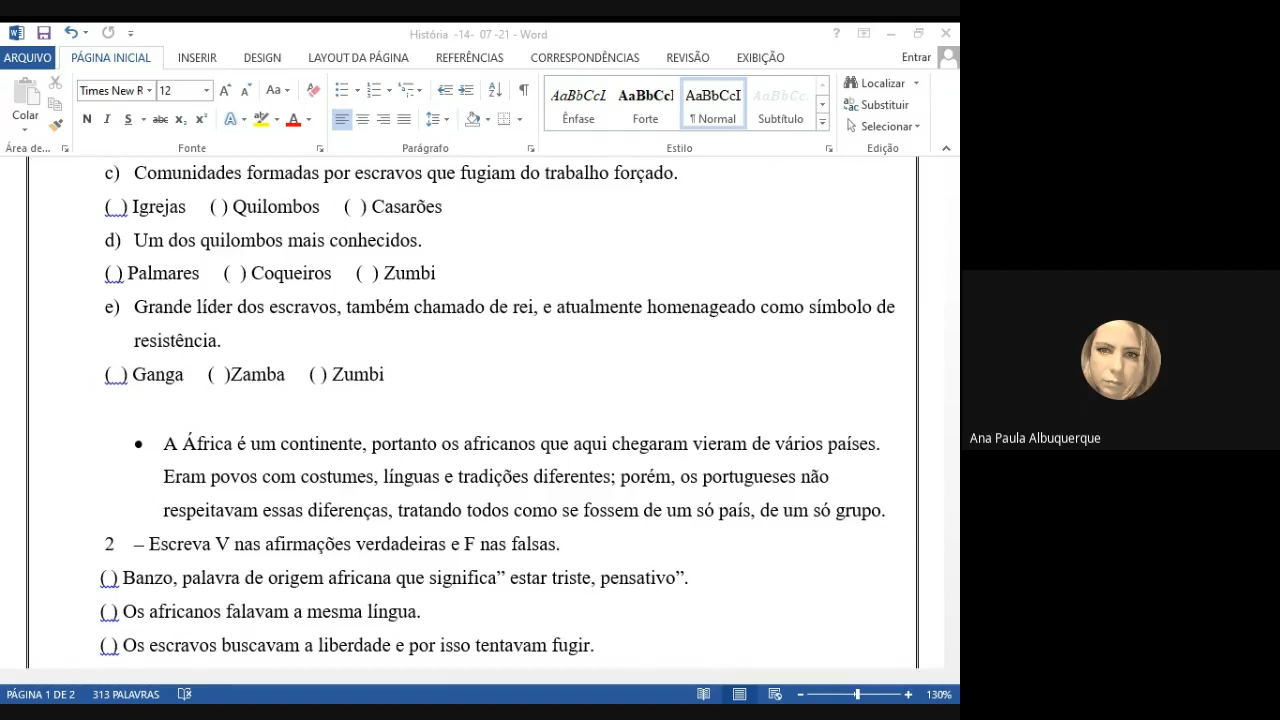 História -14- 07 -21 - Word
ARQUIVO PÁGINA INICIAL INSERIR DESIGN LAYOUT DA PÁGINA REFERÊNCIAS CORRESPONDÊNCIAS REVISÃO EXIBIÇÃO Entrar
Times New R 12 Aa AaBbCcI AaBbCcI AaBbCcI AaBbCc. Localizar
Colar Substituir
N I S abc x₂ x² A A Ênfase Forte ¶ Normal Subtítulo Selecionar
Área de... Fonte Parágrafo Estilo Edição
c) Comunidades formadas por escravos que fugiam do trabalho forçado.
( ) Igrejas ( ) Quilombos ( ) Casarões
d) Um dos quilombos mais conhecidos.
( ) Palmares ( ) Coqueiros ( ) Zumbi
e) Grande líder dos escravos, também chamado de rei, e atualmente homenageado como símbolo de
resistência.
( ) Ganga ( )Zamba ( ) Zumbi
• A África é um continente, portanto os africanos que aqui chegaram vieram de vários países.
Eram povos com costumes, línguas e tradições diferentes; porém, os portugueses não
respeitavam essas diferenças, tratando todos como se fossem de um só país, de um só grupo.
2 – Escreva V nas afirmações verdadeiras e F nas falsas.
( ) Banzo, palavra de origem africana que significa” estar triste, pensativo”.
( ) Os africanos falavam a mesma língua.
( ) Os escravos buscavam a liberdade e por isso tentavam fugir.
PÁGINA 1 DE 2 313 PALAVRAS 130%
Ana Paula Albuquerque